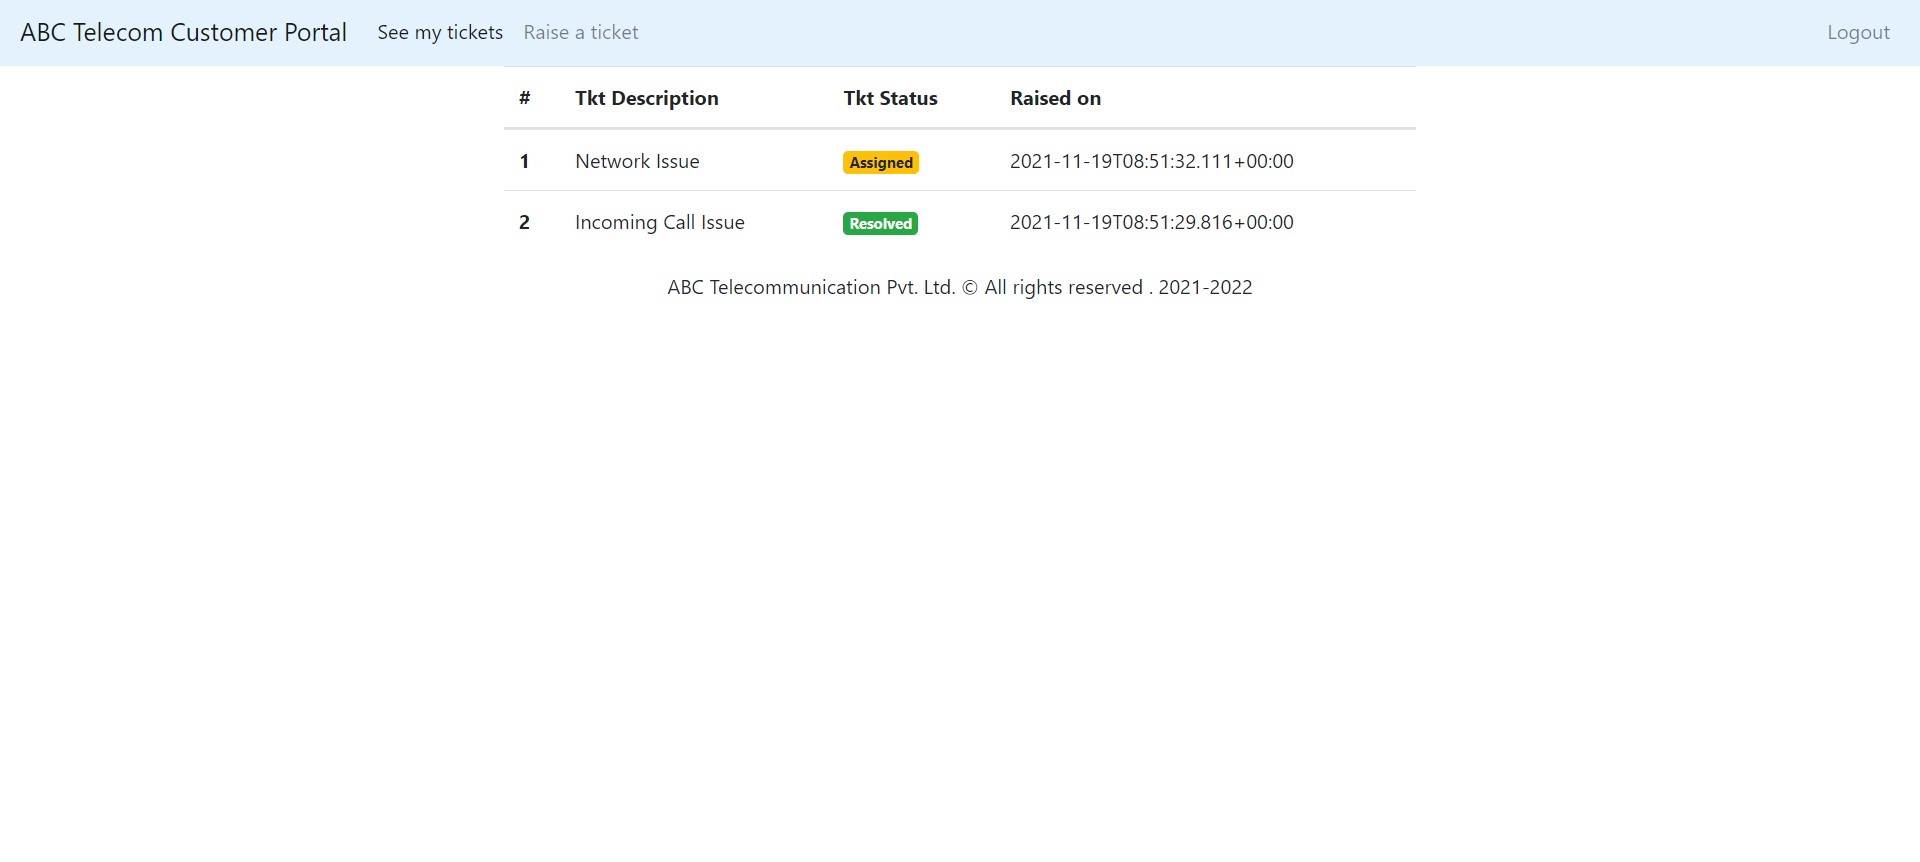 ABC Telecom Customer Portal See my tickets Raise a ticket Logout
# Tkt Description Tkt Status Raised on
1 Network Issue Assigned 2021-11-19T08:51:32.111+00:00
2 Incoming Call Issue Resolved 2021-11-19T08:51:29.816+00:00
ABC Telecommunication Pvt. Ltd. © All rights reserved . 2021-2022